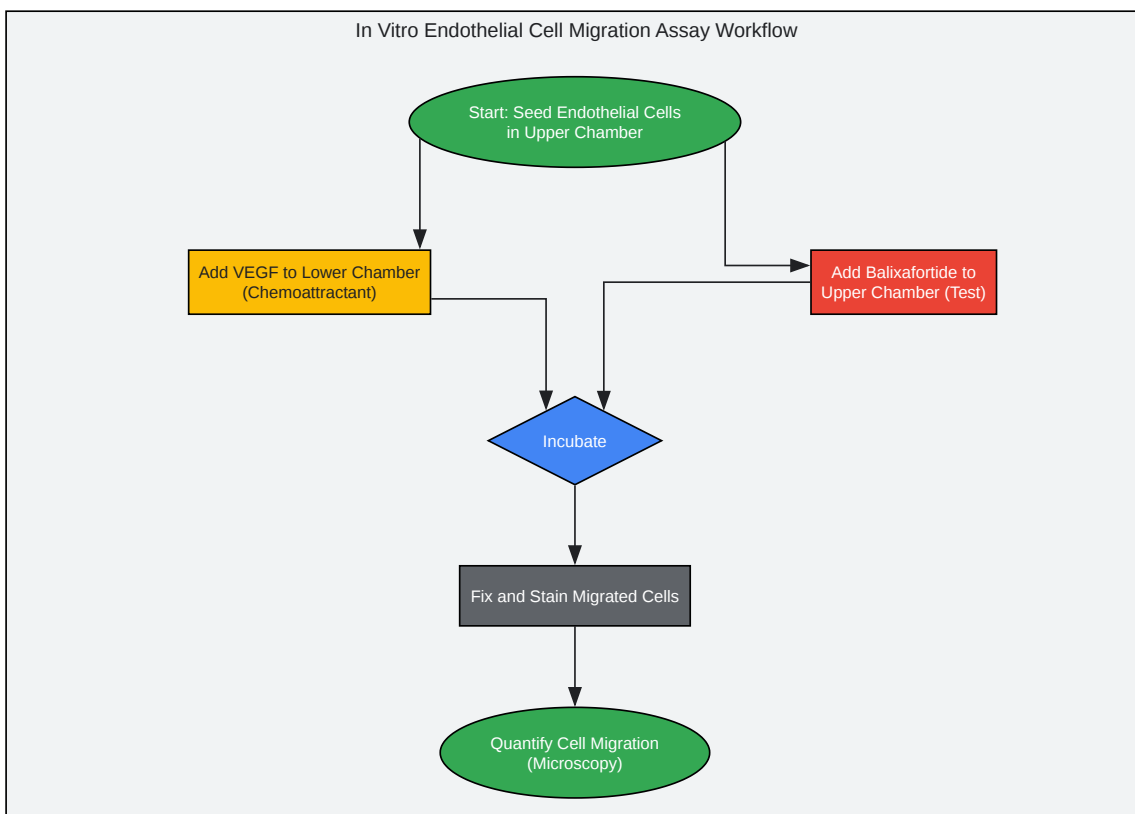 In Vitro Endothelial Cell Migration Assay Workflow
Start: Seed Endothelial Cells
in Upper Chamber
Add VEGF to Lower Chamber
(Chemoattractant)
Add Balixafortide to
Upper Chamber (Test)
Incubate
Fix and Stain Migrated Cells
Quantify Cell Migration
(Microscopy)